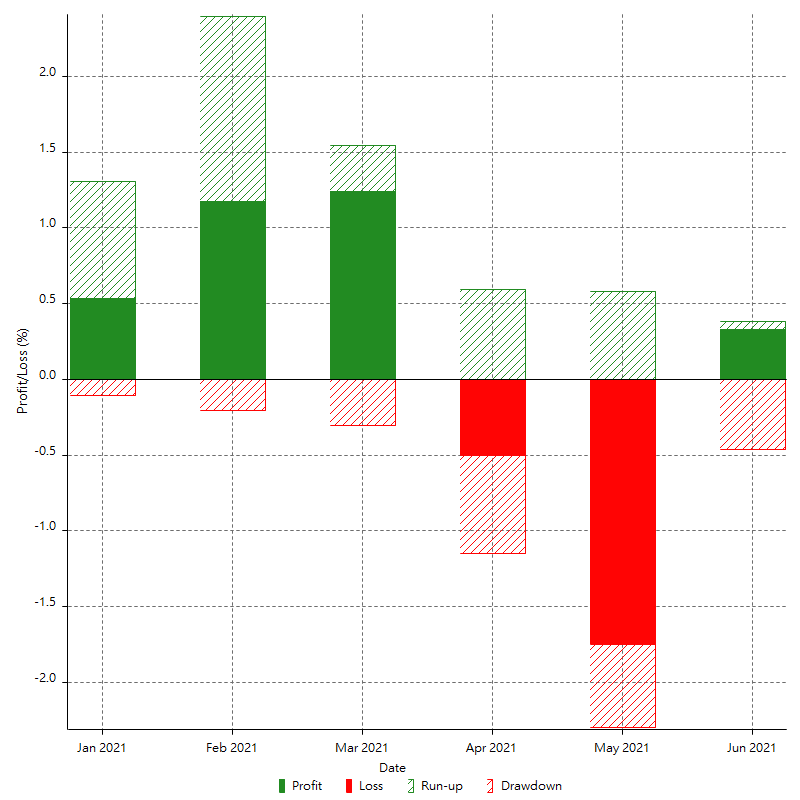 2.0
1.5
1.0
0.5
0.0
-0.5
-1.0
-1.5
-2.0
Profit/Loss (%)
Jan 2021 Feb 2021 Mar 2021 Apr 2021 May 2021 Jun 2021
Date
Profit Loss Run-up Drawdown